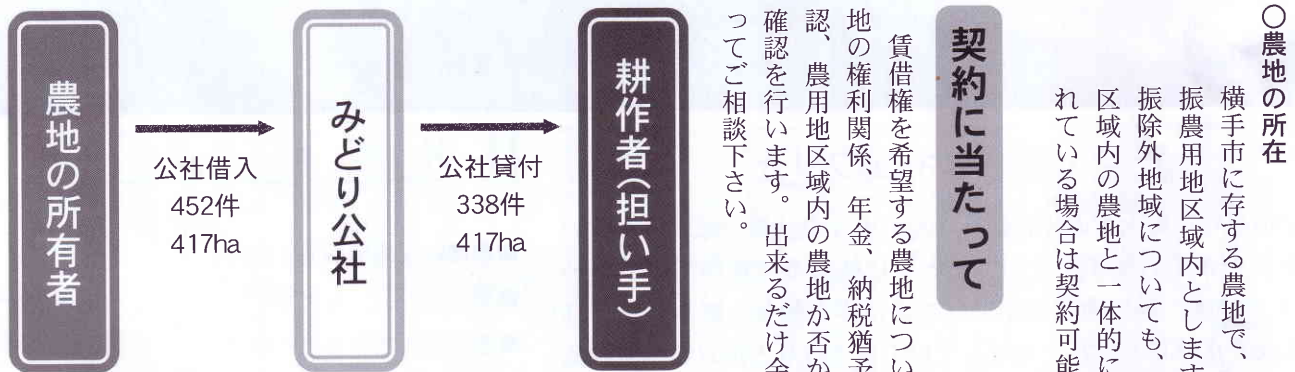 ○農地の所在
横手市に存する農地で、
振農用地区域内とします
振除外地域についても、
区域内の農地と一体的に
れている場合は契約可能
契約に当たって
賃借権を希望する農地につい
地の権利関係、年金、納税猶予
認、農用地区域内の農地か否か
確認を行います。出来るだけ余
ってご相談下さい。
耕作者(担い手)
公社貸付
338件
417ha
みどり公社
公社借入
452件
417ha
農地の所有者